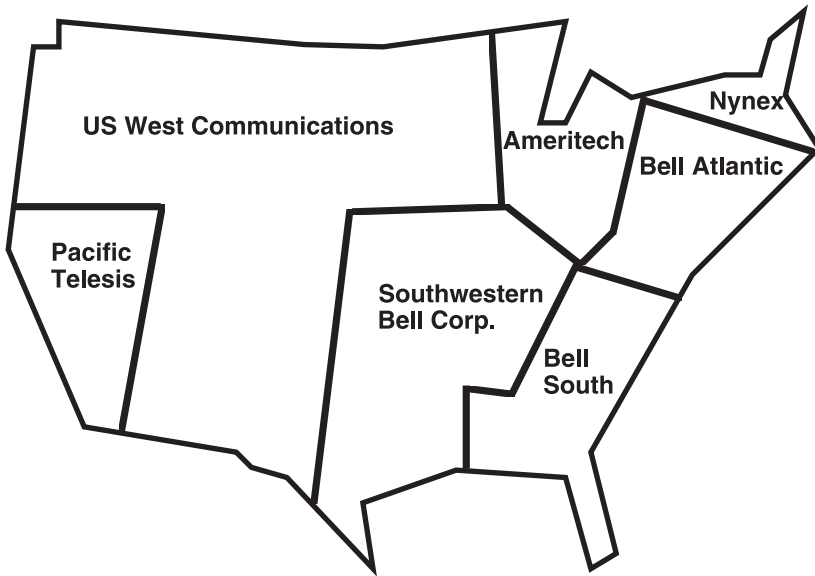 US West Communications
Ameritech
Nynex
Bell Atlantic
Pacific
Telesis
Southwestern
Bell Corp.
Bell
South